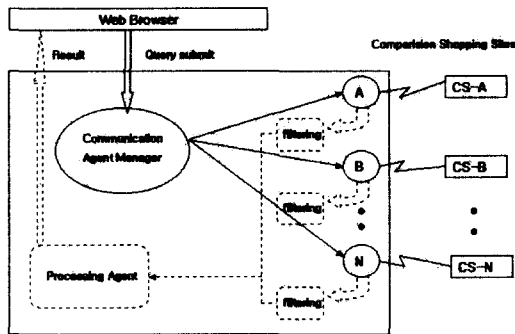 Web Browser
Result
Query submit
Comparision Shopping Sites
A
CS-A
Communication
Agent Manager
filtering
B
CS-B
filtering
N
CS-N
Processing Agent
filtering